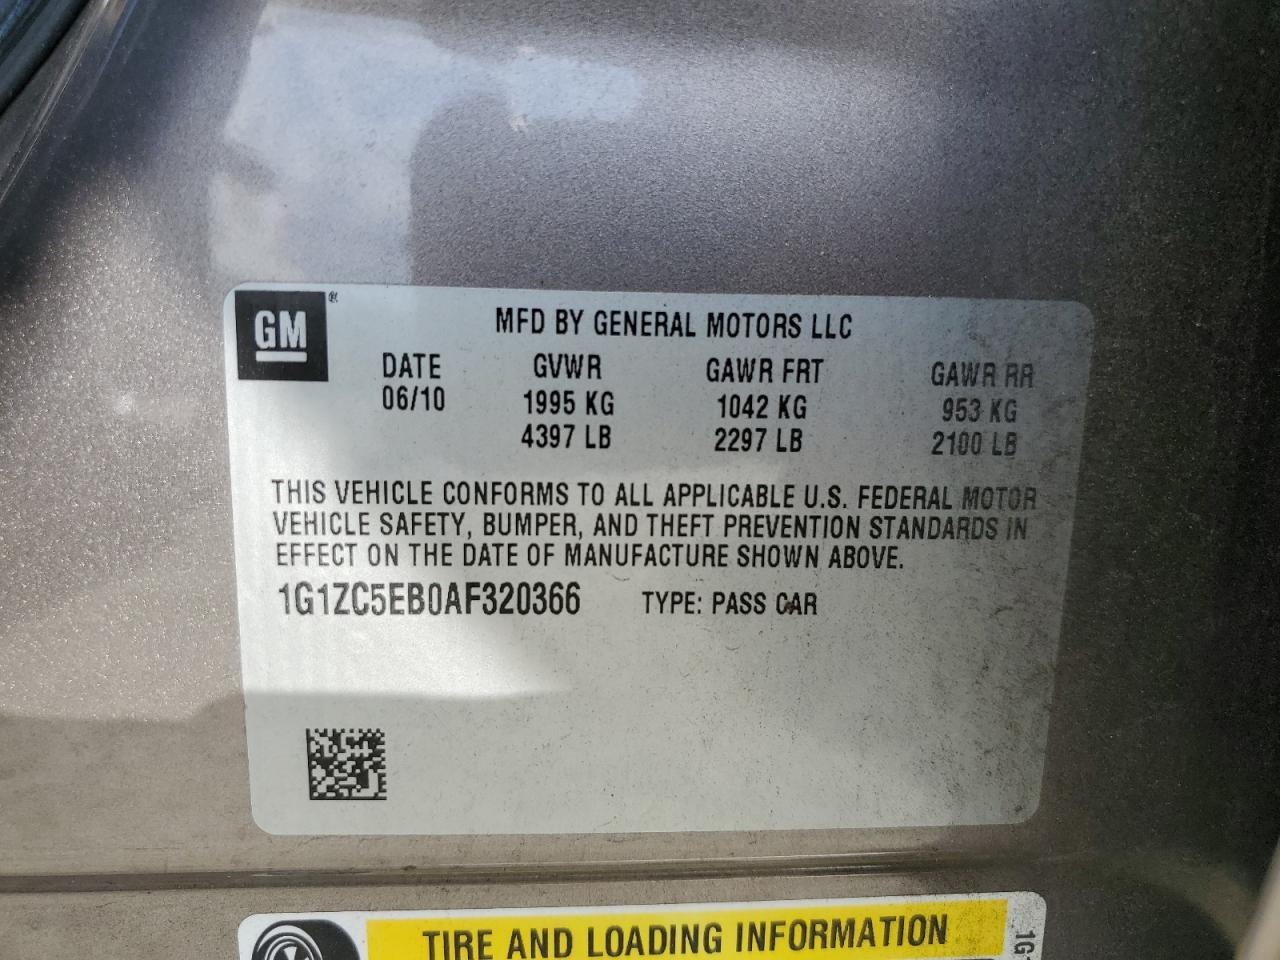 GM®
MFD BY GENERAL MOTORS LLC
DATE GVWR GAWR FRT GAWR RR
06/10 1995 KG 1042 KG 953 KG
4397 LB 2297 LB 2100 LB
THIS VEHICLE CONFORMS TO ALL APPLICABLE U.S. FEDERAL MOTOR
VEHICLE SAFETY, BUMPER, AND THEFT PREVENTION STANDARDS IN
EFFECT ON THE DATE OF MANUFACTURE SHOWN ABOVE.
1G1ZC5EB0AF320366 TYPE: PASS CAR
TIRE AND LOADING INFORMATION
1G